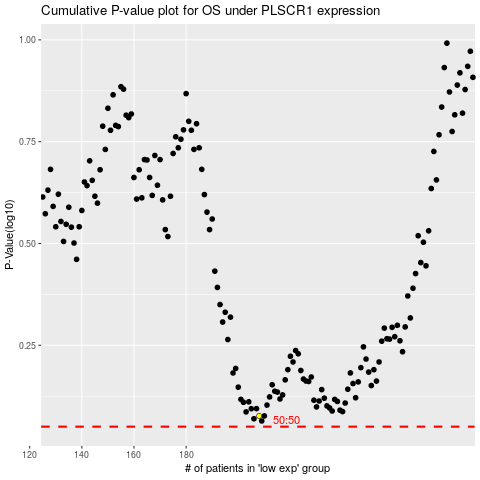 Cumulative P-value plot for OS under PLSCR1 expression
1.00
0.75
0.50
0.25
P-Value(log10)
50:50
120 140 160 180
# of patients in 'low exp' group